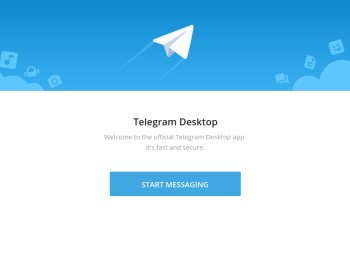 Telegram Desktop
Welcome to the official Telegram Desktop app.
It's fast and secure.
START MESSAGING